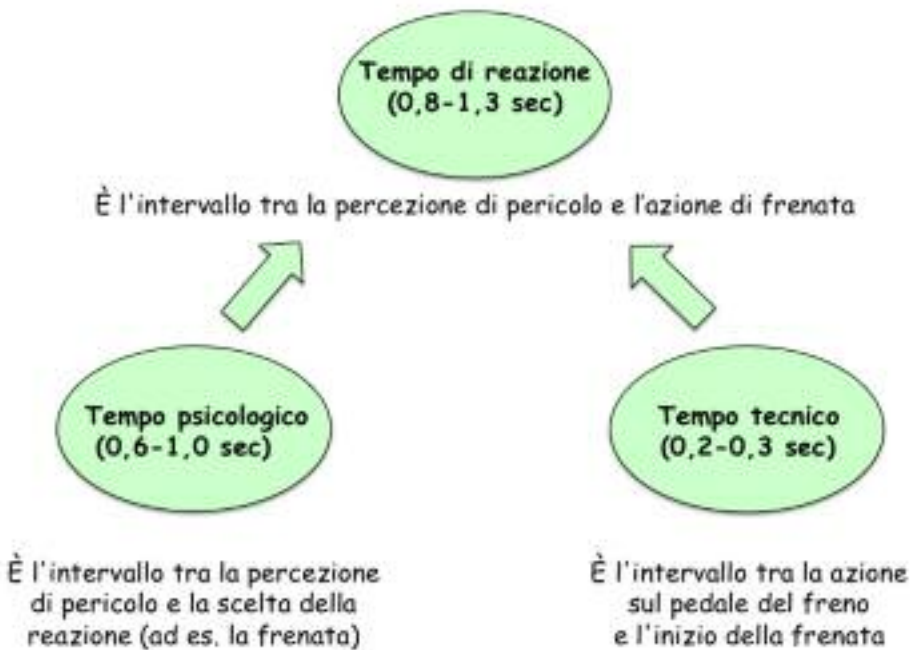 Tempo di reazione
(0,8-1,3 sec)
È l'intervallo tra la percezione di pericolo e l'azione di frenata
Tempo psicologico
(0,6-1,0 sec)
Tempo tecnico
(0,2-0,3 sec)
È l'intervallo tra la percezione
di pericolo e la scelta della
reazione (ad es. la frenata)
È l'intervallo tra la azione
sul pedale del freno
e l'inizio della frenata